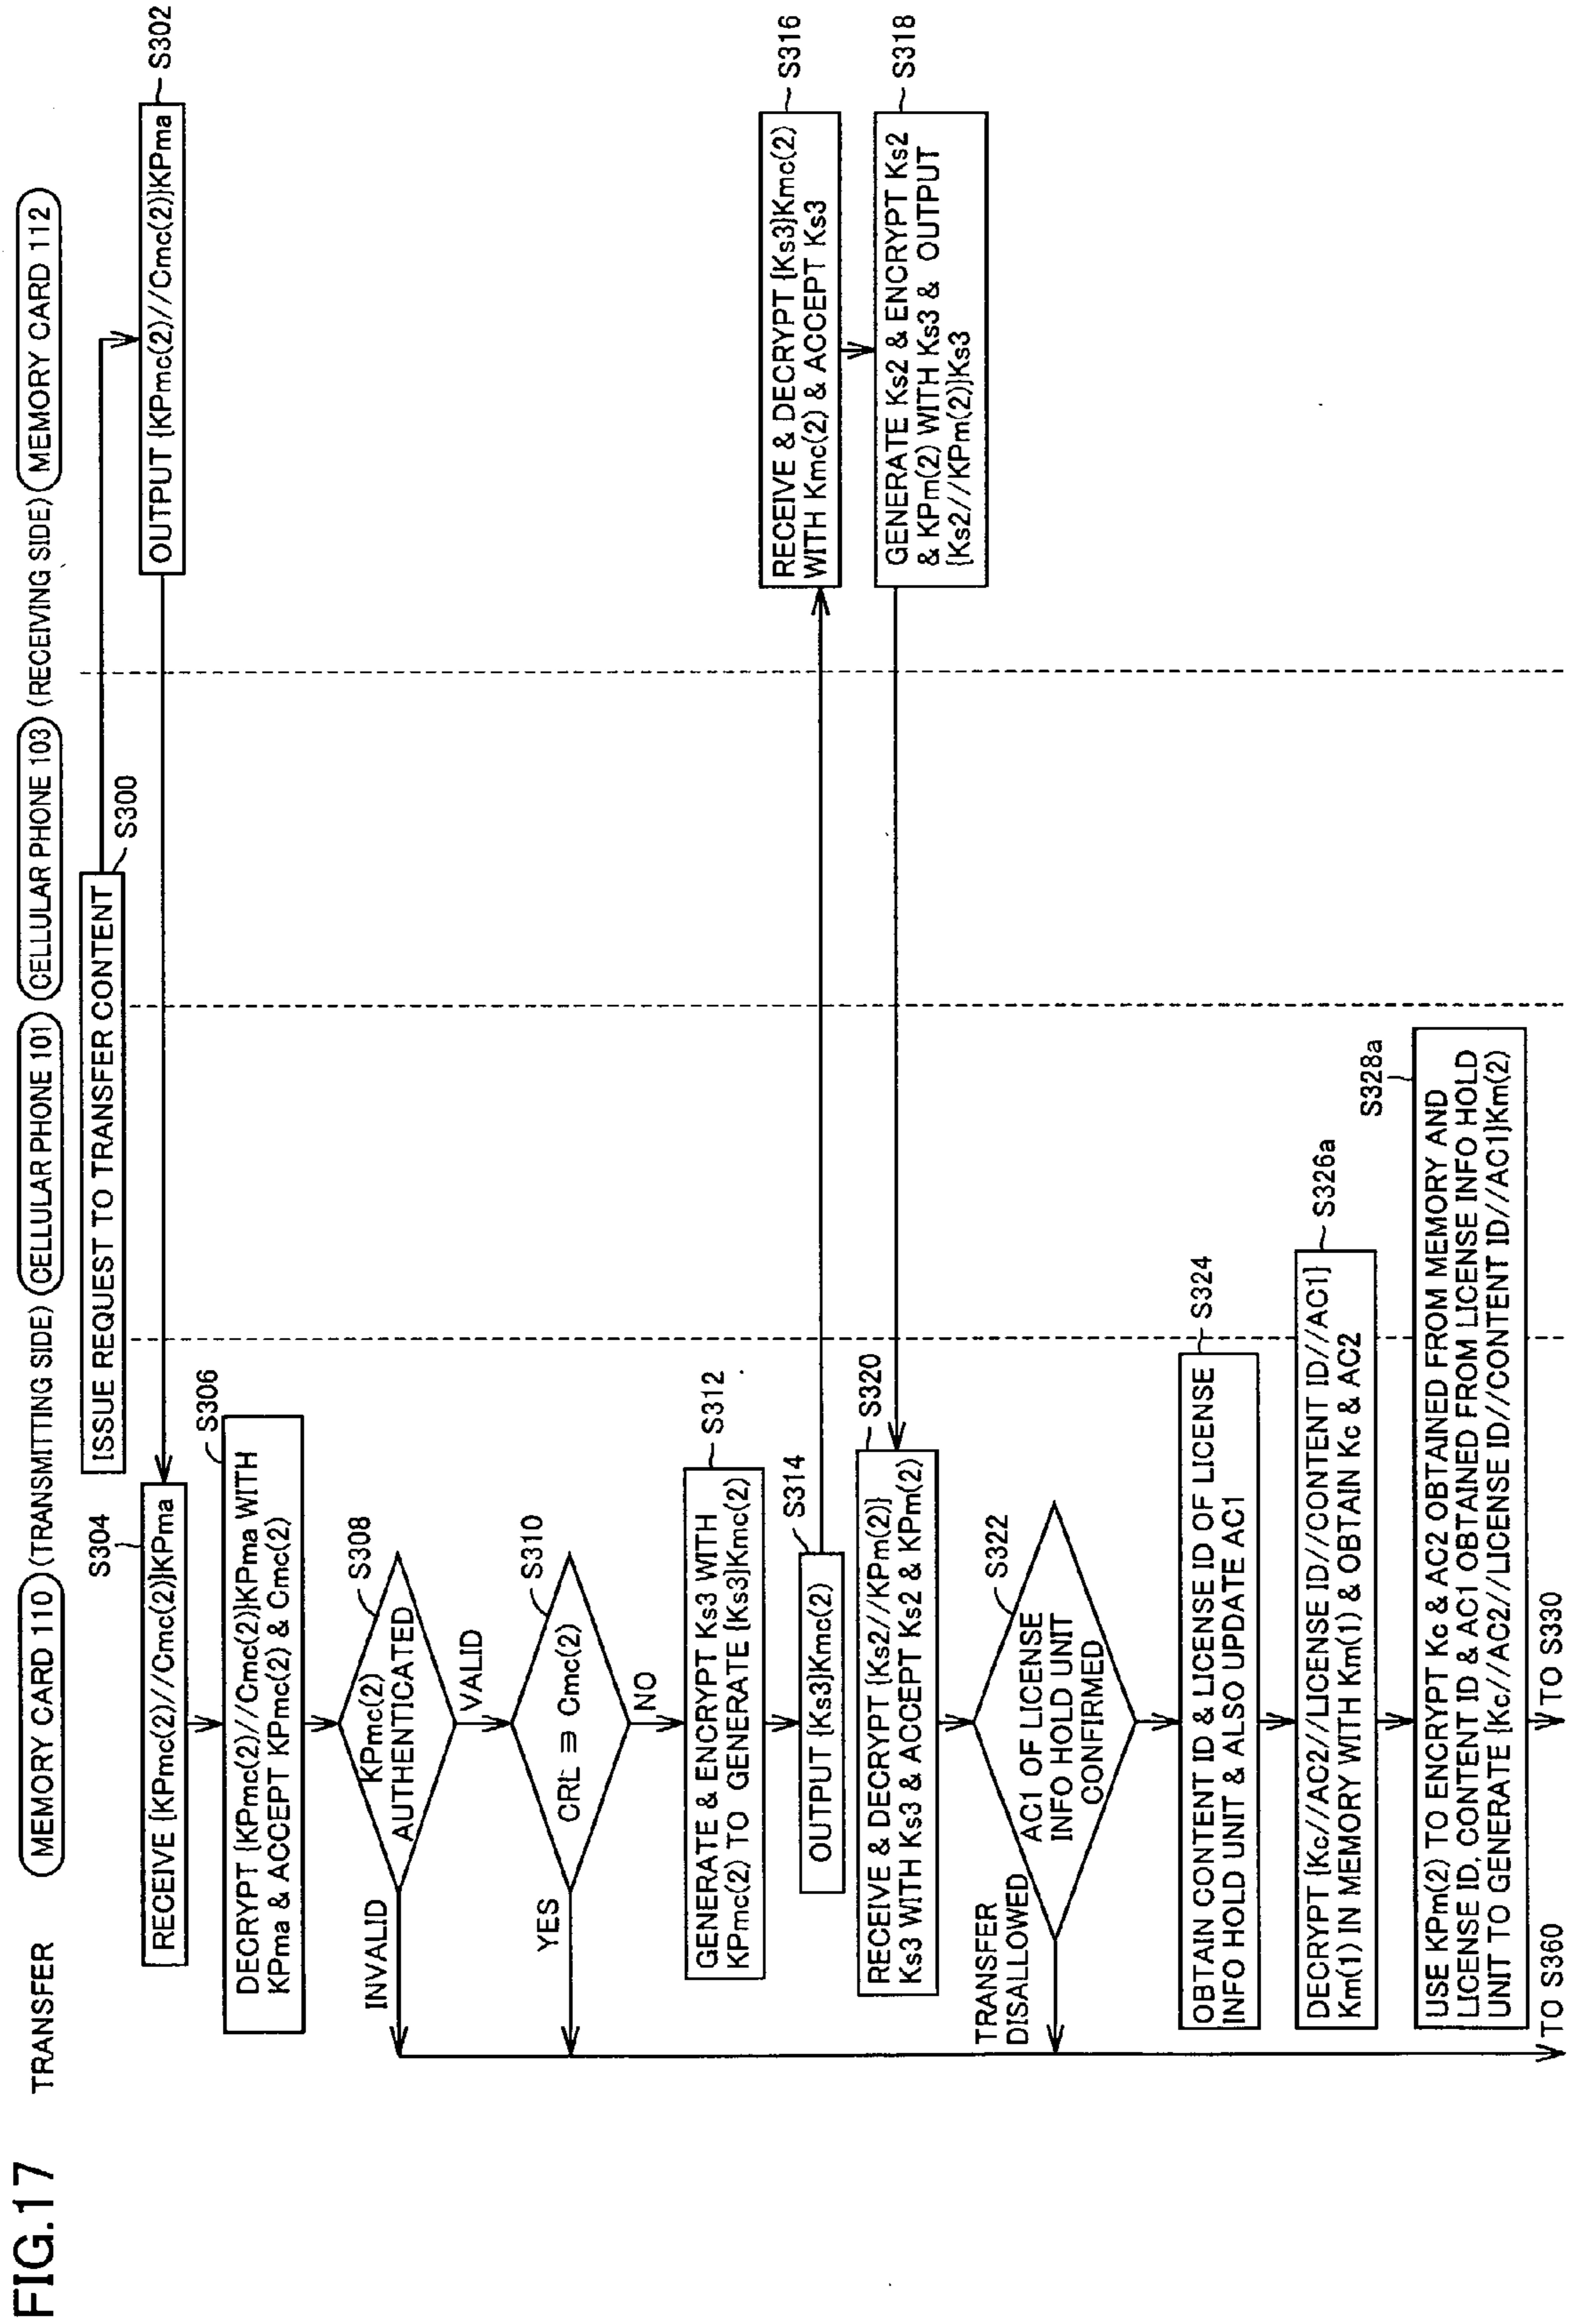 FIG.17
TRANSFER
MEMORY CARD 110
(TRANSMITTING SIDE)
CELLULAR PHONE 101
CELLULAR PHONE 103
(RECEIVING SIDE)
MEMORY CARD 112
S300
ISSUE REQUEST TO TRANSFER CONTENT
S302
OUTPUT {KPmc(2)//Cmc(2)}KPma
S304
RECEIVE {KPmc(2)//Cmc(2)}KPma
S306
DECRYPT {KPmc(2)//Cmc(2)}KPma WITH
KPma & ACCEPT KPmc(2) & Cmc(2)
S308
KPmc(2)
AUTHENTICATED
INVALID
VALID
S310
CRL ∋ Cmc(2)
YES
NO
S312
GENERATE & ENCRYPT Ks3 WITH
KPmc(2) TO GENERATE {Ks3}Kmc(2)
S314
OUTPUT {Ks3}Kmc(2)
S316
RECEIVE & DECRYPT {Ks3}Kmc(2)
WITH Kmc(2) & ACCEPT Ks3
S318
GENERATE Ks2 & ENCRYPT Ks2
& KPm(2) WITH Ks3 & OUTPUT
{Ks2//KPm(2)}Ks3
S320
RECEIVE & DECRYPT {Ks2//KPm(2)}
Ks3 WITH Ks3 & ACCEPT Ks2 & KPm(2)
S322
AC1 OF LICENSE
INFO HOLD UNIT
CONFIRMED
TRANSFER
DISALLOWED
S324
OBTAIN CONTENT ID & LICENSE ID OF LICENSE
INFO HOLD UNIT & ALSO UPDATE AC1
S326a
DECRYPT {Kc//AC2//LICENSE ID//CONTENT ID//AC1}
Km(1) IN MEMORY WITH Km(1) & OBTAIN Kc & AC2
S328a
USE KPm(2) TO ENCRYPT Kc & AC2 OBTAINED FROM MEMORY AND
LICENSE ID, CONTENT ID & AC1 OBTAINED FROM LICENSE INFO HOLD
UNIT TO GENERATE {Kc//AC2//LICENSE ID//CONTENT ID//AC1}Km(2)
TO S360
TO S330